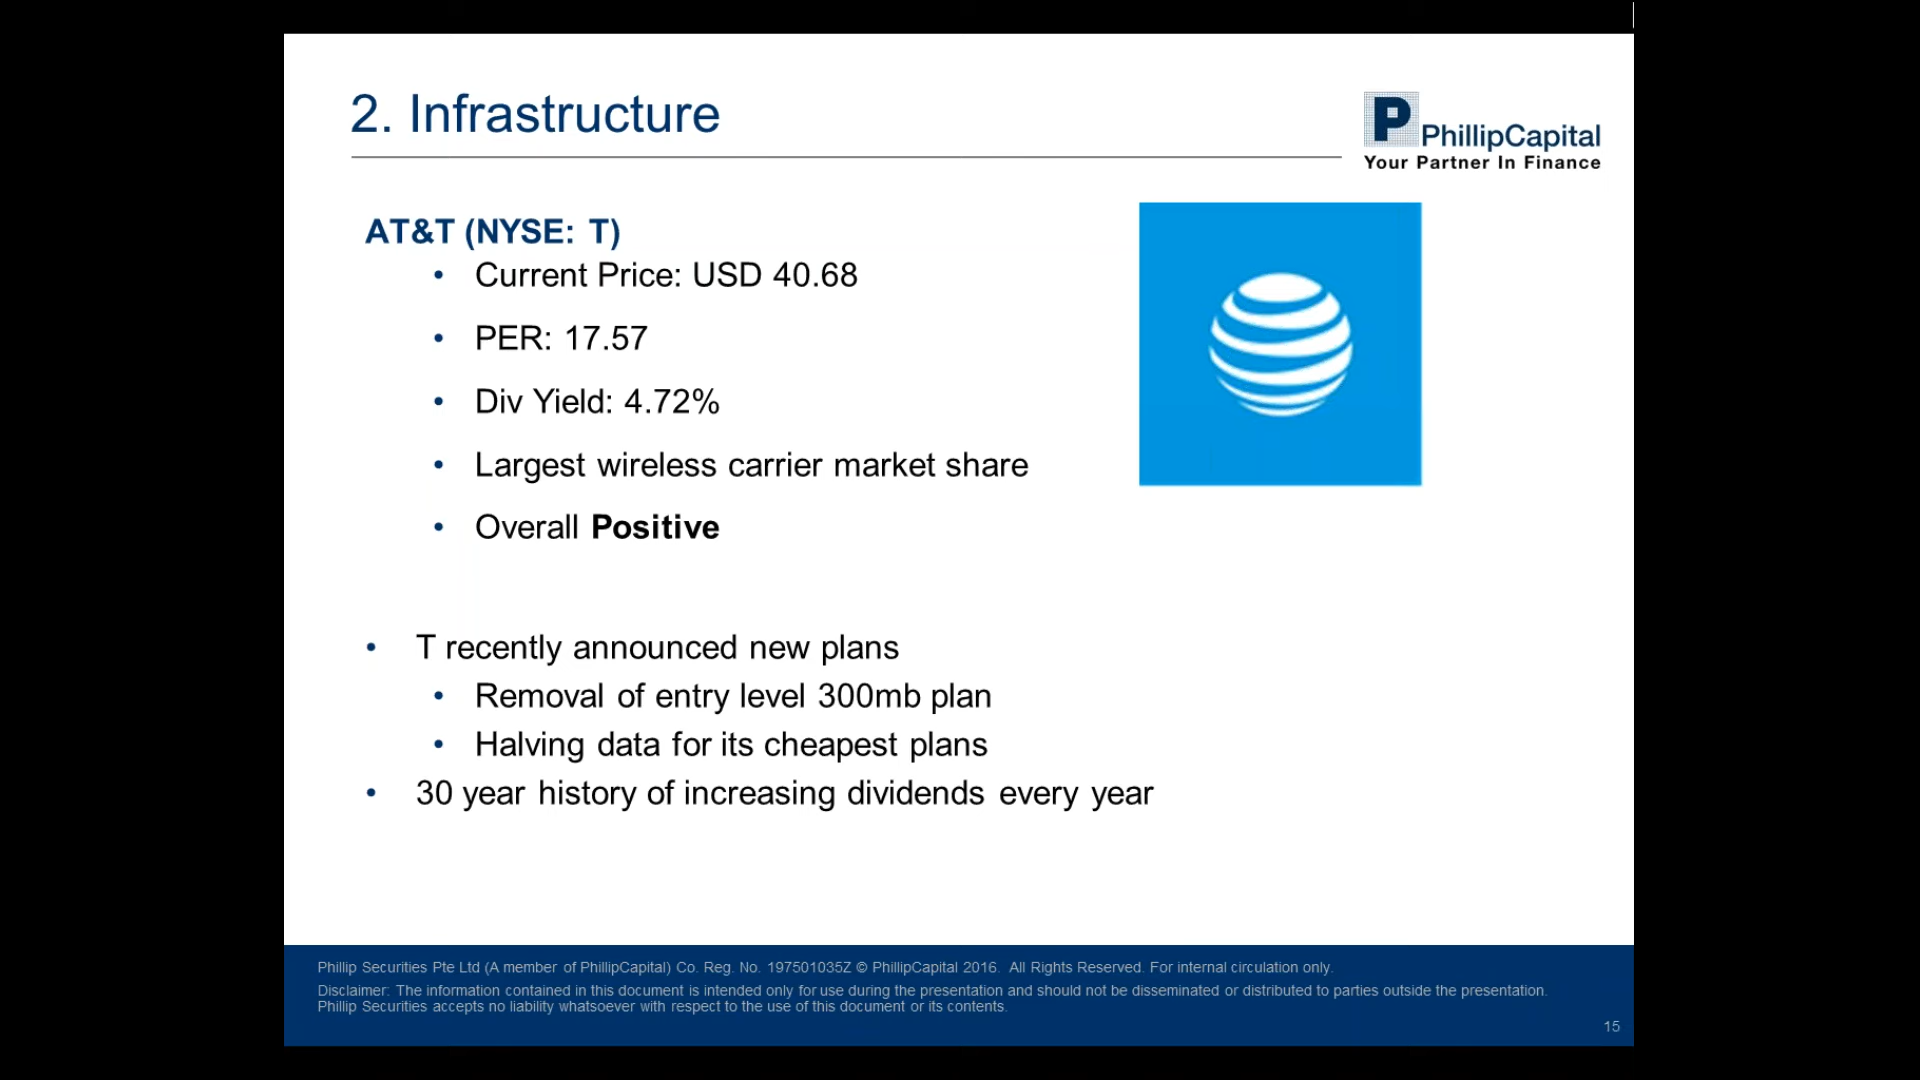 2. Infrastructure
P PhillipCapital
Your Partner In Finance
AT&T (NYSE: T)
• Current Price: USD 40.68
• PER: 17.57
• Div Yield: 4.72%
• Largest wireless carrier market share
• Overall Positive
• T recently announced new plans
• Removal of entry level 300mb plan
• Halving data for its cheapest plans
• 30 year history of increasing dividends every year
Phillip Securities Pte Ltd (A member of PhillipCapital) Co. Reg. No. 197501035Z © PhillipCapital 2016. All Rights Reserved. For internal circulation only.
Disclaimer: The information contained in this document is intended only for use during the presentation and should not be disseminated or distributed to parties outside the presentation.
Phillip Securities accepts no liability whatsoever with respect to the use of this document or its contents.
15